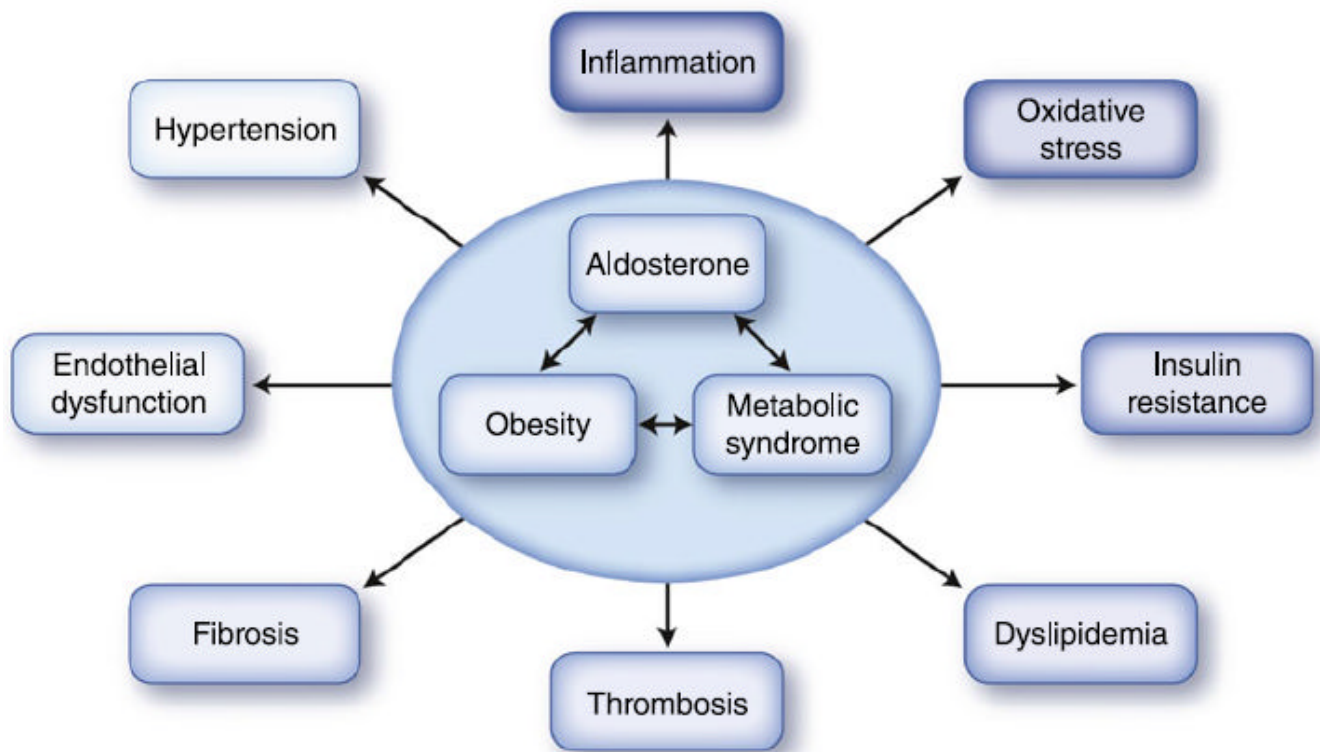 Inflammation
Hypertension
Oxidative
stress
Aldosterone
Endothelial
dysfunction
Obesity
Metabolic
syndrome
Insulin
resistance
Fibrosis
Dyslipidemia
Thrombosis